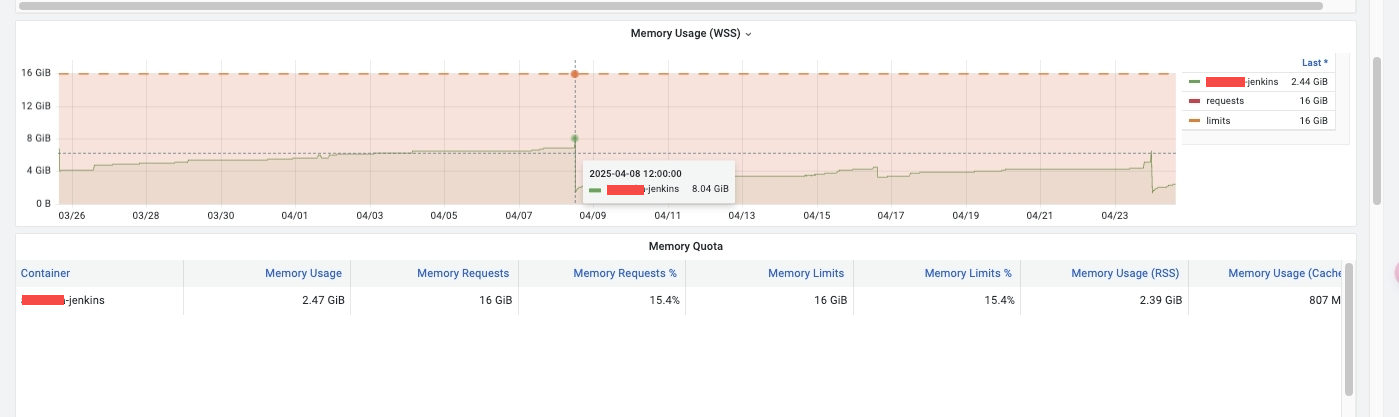 Memory Usage (WSS)
16 GiB
12 GiB
8 GiB
4 GiB
0 B
03/26 03/28 03/30 04/01 04/03 04/05 04/07 04/09 04/11 04/13 04/15 04/17 04/19 04/21 04/23
2025-04-08 12:00:00
-jenkins 8.04 GiB
Last *
-jenkins 2.44 GiB
requests 16 GiB
limits 16 GiB
Memory Quota
Container Memory Usage Memory Requests Memory Requests % Memory Limits Memory Limits % Memory Usage (RSS) Memory Usage (Cache
-jenkins 2.47 GiB 16 GiB 15.4% 16 GiB 15.4% 2.39 GiB 807 M